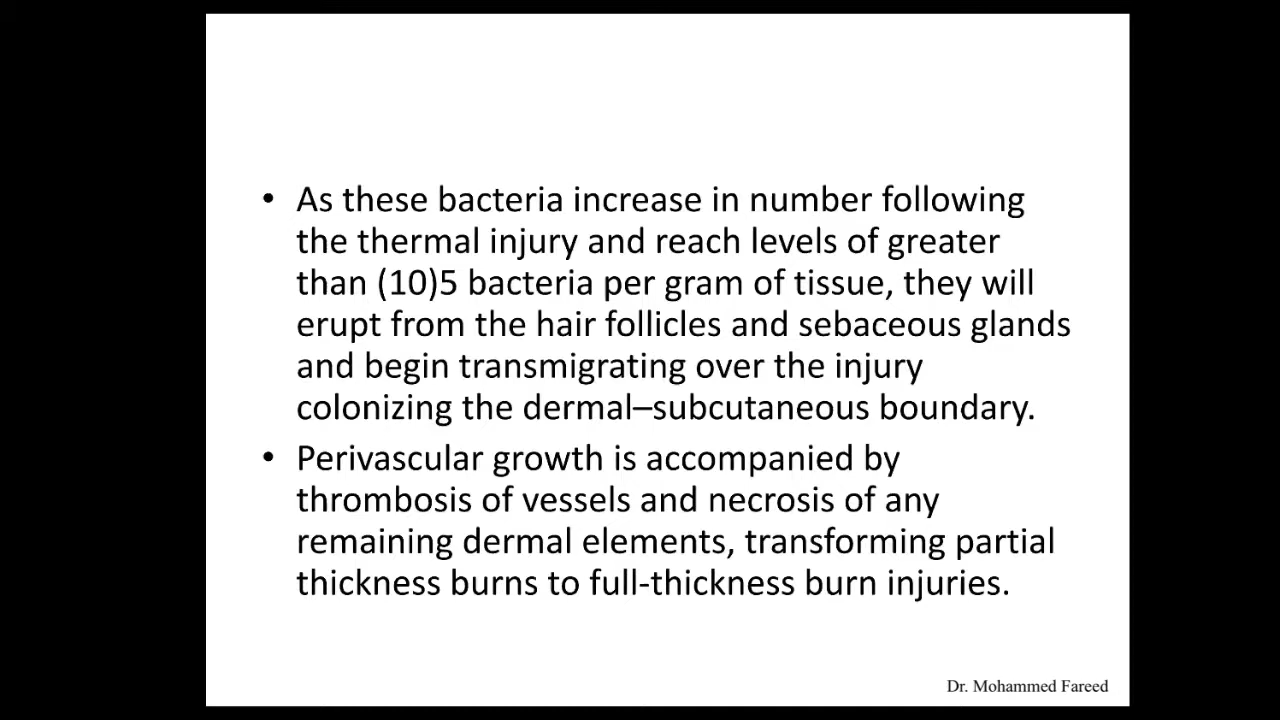 • As these bacteria increase in number following
the thermal injury and reach levels of greater
than (10)5 bacteria per gram of tissue, they will
erupt from the hair follicles and sebaceous glands
and begin transmigrating over the injury
colonizing the dermal–subcutaneous boundary.
• Perivascular growth is accompanied by
thrombosis of vessels and necrosis of any
remaining dermal elements, transforming partial
thickness burns to full-thickness burn injuries.
Dr. Mohammed Fareed